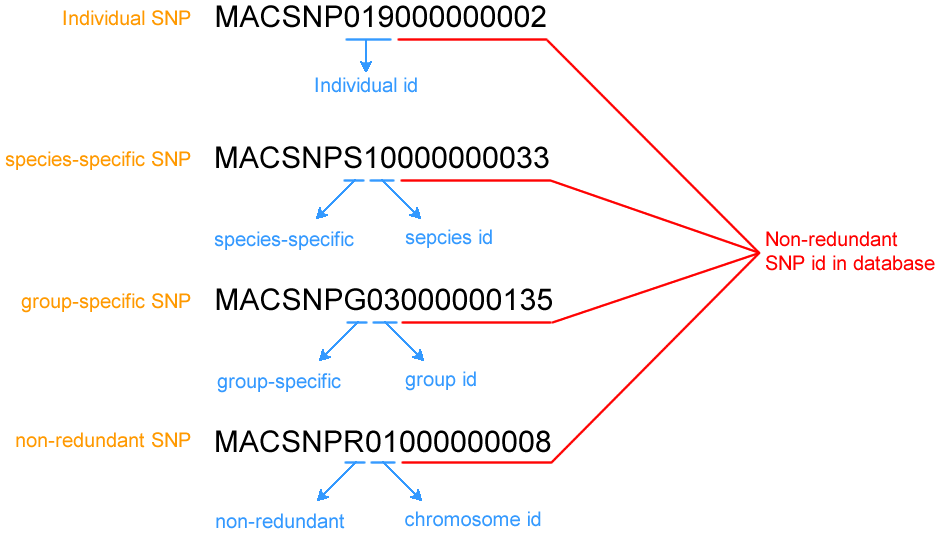 Individual SNP MACSNP019000000002
Individual id
species-specific SNP MACSNPS10000000033
species-specific sepcies id
Non-redundant
SNP id in database
group-specific SNP MACSNPG03000000135
group-specific group id
non-redundant SNP MACSNPR01000000008
non-redundant chromosome id